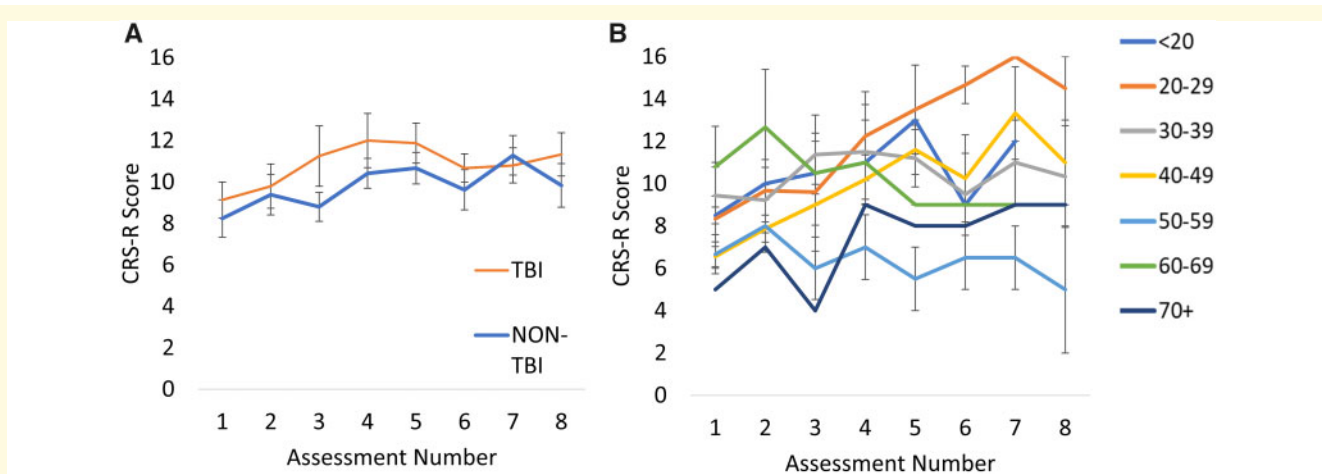 A
16
14
12
10
8
6
4
2
0
CRS-R Score
TBI
NON-
TBI
1 2 3 4 5 6 7 8
Assessment Number
B
16
14
12
10
8
6
4
2
0
CRS-R Score
1 2 3 4 5 6 7 8
Assessment Number
<20
20-29
30-39
40-49
50-59
60-69
70+